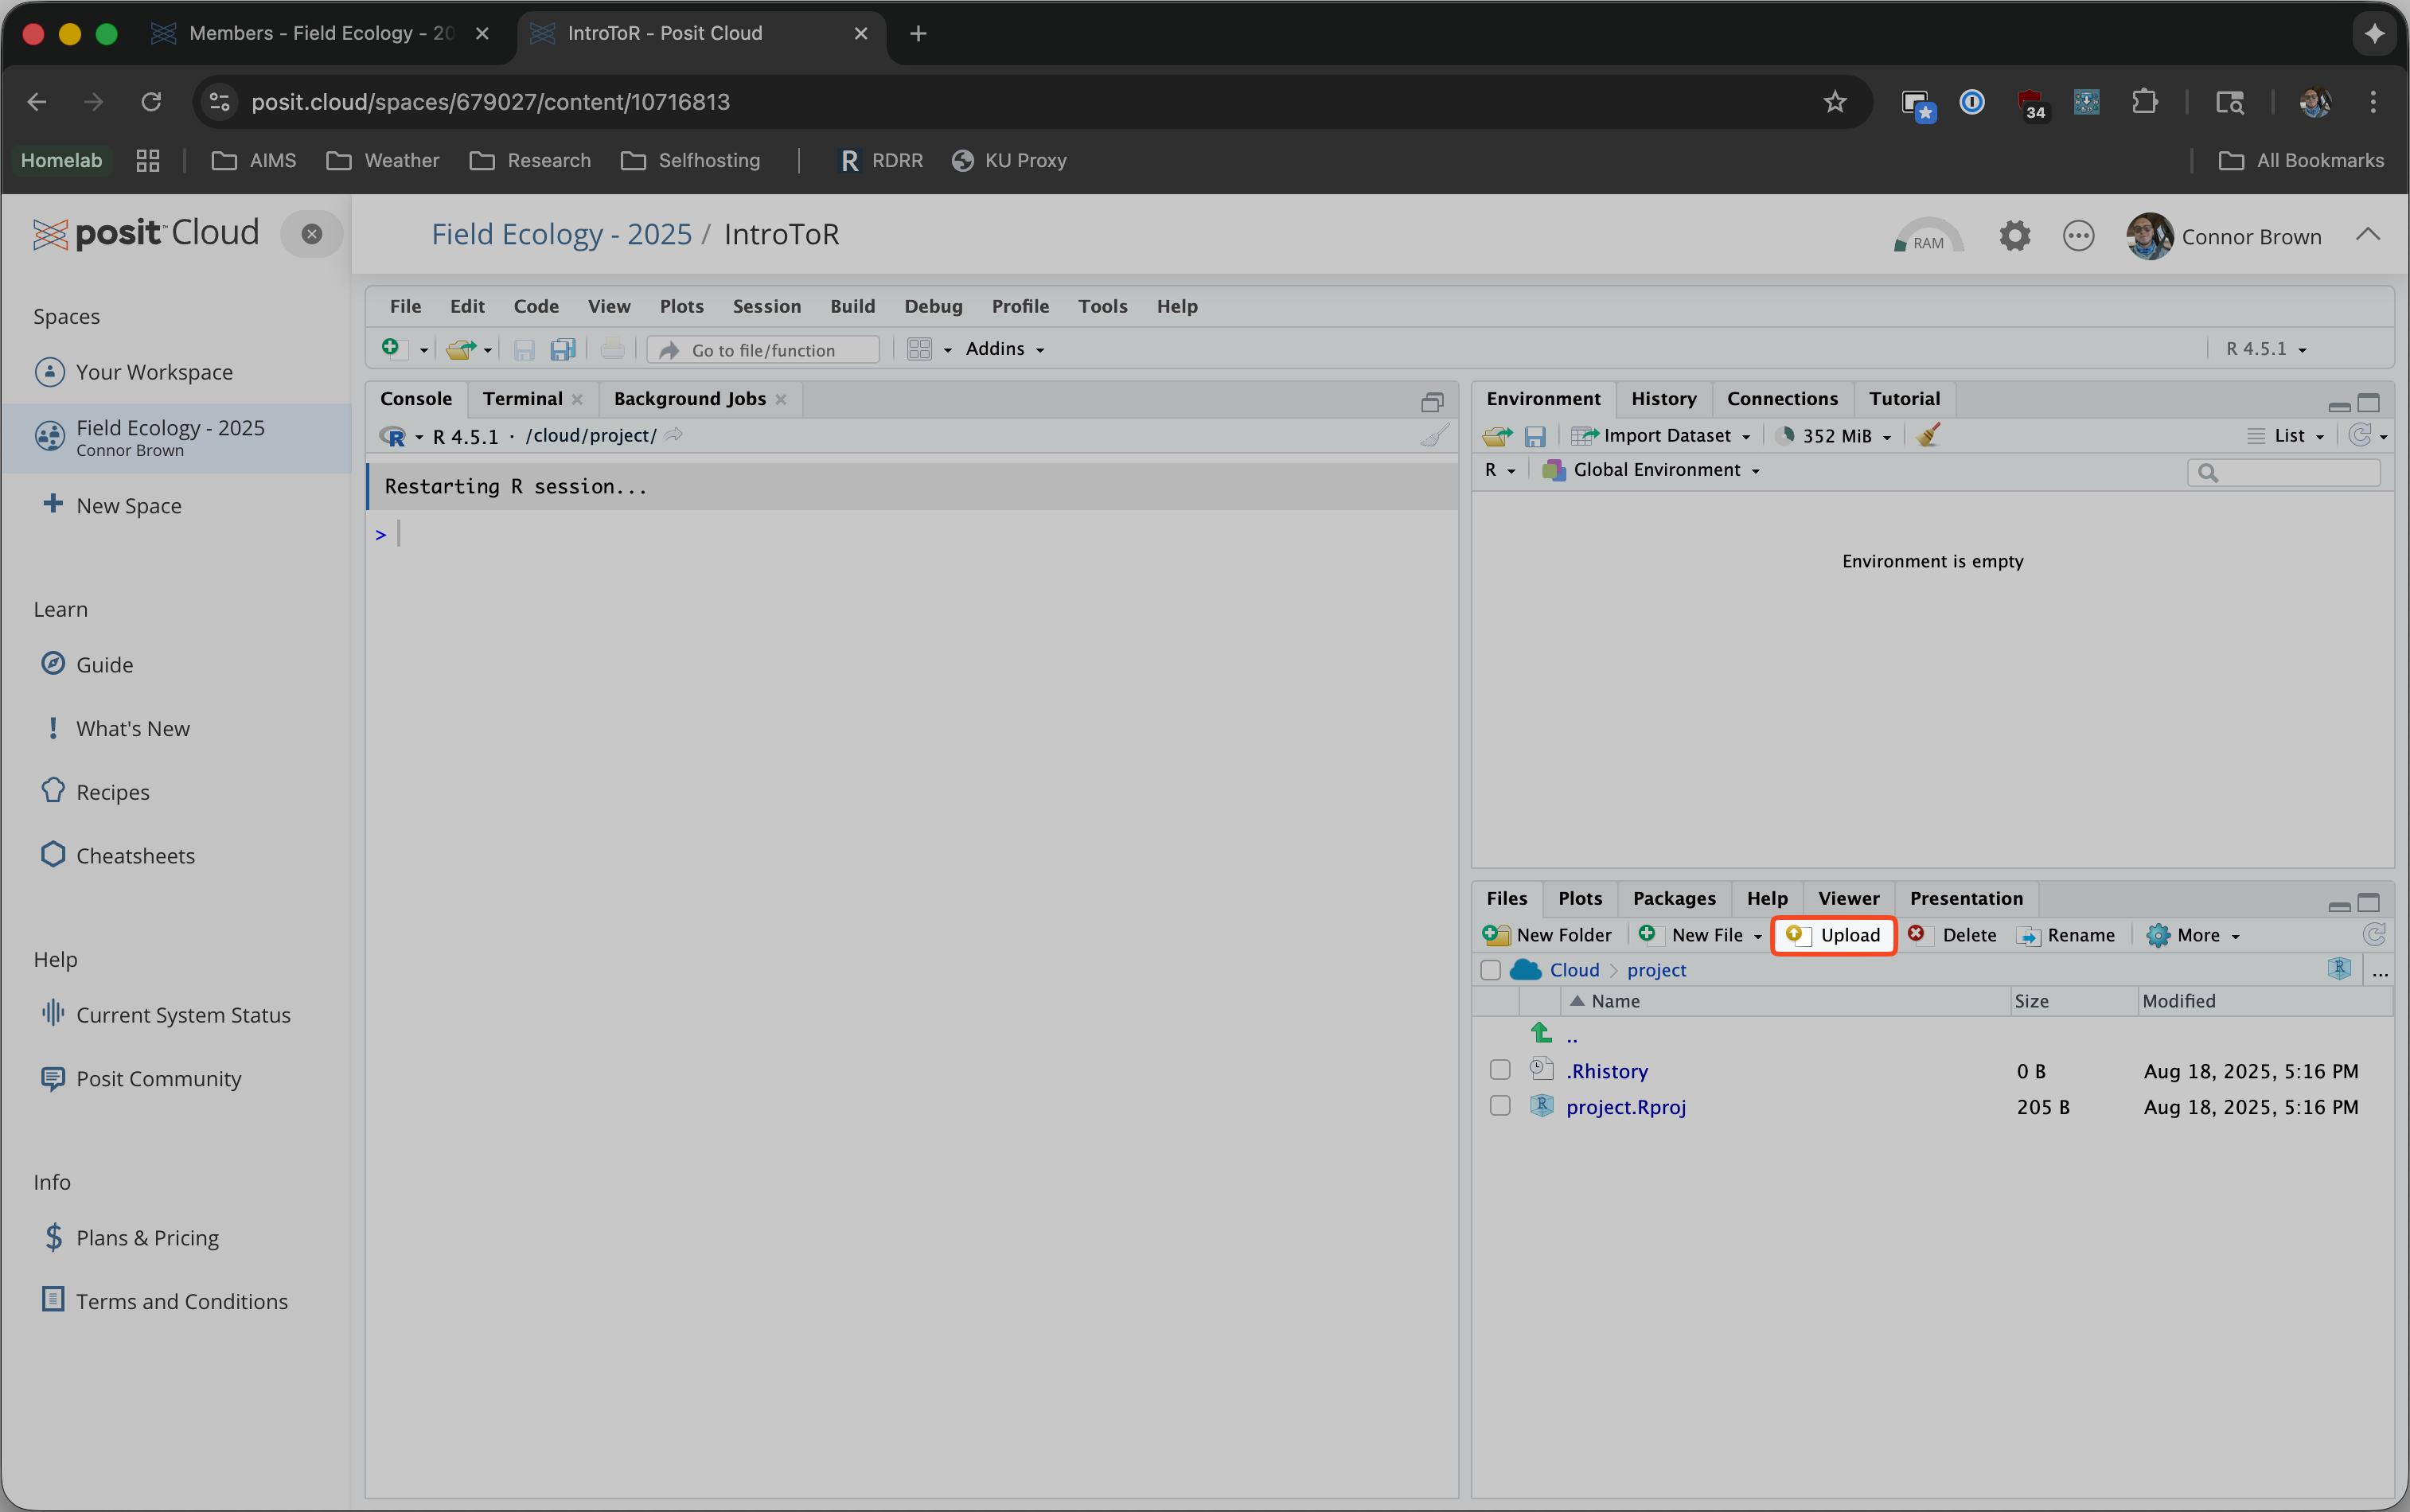 Members - Field Ecology - 20
IntroToR - Posit Cloud
posit.cloud/spaces/679027/content/10716813
34
Homelab
AIMS
Weather
Research
Selfhosting
R RDRR
KU Proxy
All Bookmarks
posit Cloud
Field Ecology - 2025 / IntroToR
RAM
Connor Brown
Spaces
Your Workspace
Field Ecology - 2025
Connor Brown
New Space
Learn
Guide
What's New
Recipes
Cheatsheets
Help
Current System Status
Posit Community
Info
Plans & Pricing
Terms and Conditions
File Edit Code View Plots Session Build Debug Profile Tools Help
Go to file/function
Addins
R 4.5.1
Console Terminal Background Jobs
R 4.5.1 · /cloud/project/
Restarting R session...
>
Environment History Connections Tutorial
Import Dataset 352 MiB List
R Global Environment
Environment is empty
Files Plots Packages Help Viewer Presentation
New Folder New File Upload Delete Rename More
Cloud > project ...
Name Size Modified
..
.Rhistory 0 B Aug 18, 2025, 5:16 PM
project.Rproj 205 B Aug 18, 2025, 5:16 PM